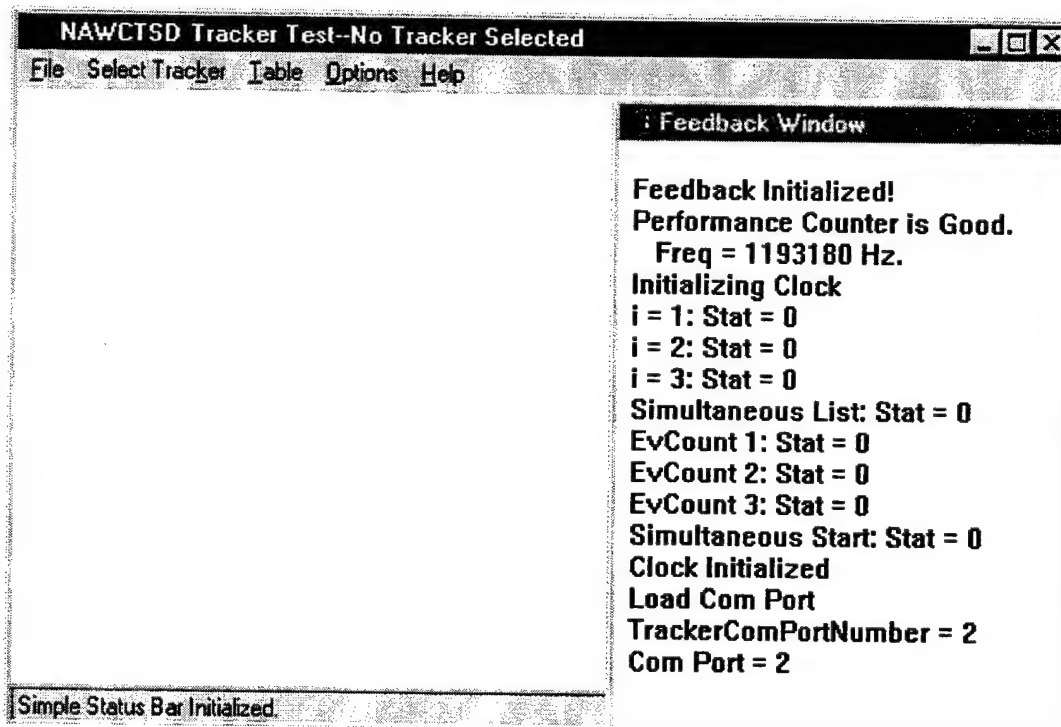 NAWCTSD Tracker Test--No Tracker Selected
File Select Tracker Table Options Help
Feedback Window
Feedback Initialized!
Performance Counter is Good.
Freq = 1193180 Hz.
Initializing Clock
i = 1: Stat = 0
i = 2: Stat = 0
i = 3: Stat = 0
Simultaneous List: Stat = 0
EvCount 1: Stat = 0
EvCount 2: Stat = 0
EvCount 3: Stat = 0
Simultaneous Start: Stat = 0
Clock Initialized
Load Com Port
TrackerComPortNumber = 2
Com Port = 2
Simple Status Bar Initialized.